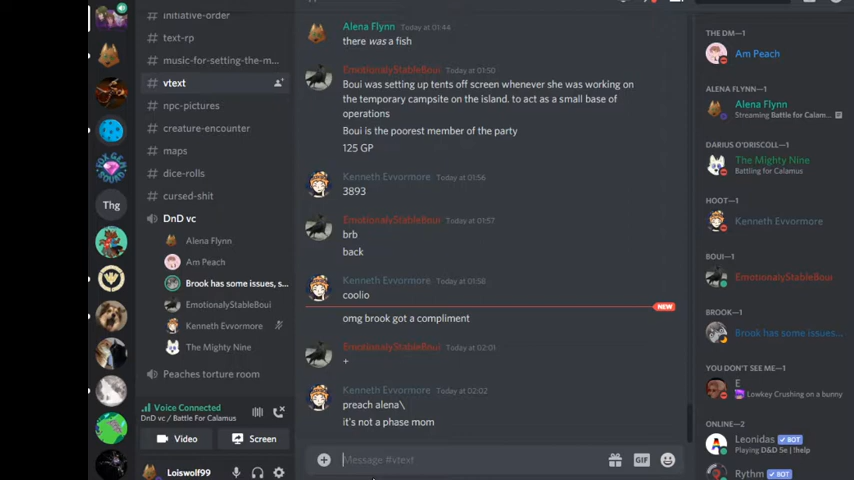 initiative-order
# text-rp
# music-for-setting-the-m...
# vtext
# npc-pictures
# creature-encounter
# maps
# dice-rolls
# cursed-shit
DnD vc
Alena Flynn
Am Peach
Brook has some issues, s...
EmotionalyStableBoui
Kenneth Evvormore
The Mighty Nine
Peaches torture room
Voice Connected
DnD vc / Battle For Calamus
Video
Screen
Loiswolf99
Thg
Alena Flynn Today at 01:44
there was a fish
EmotionalyStableBoui Today at 01:50
Boui was setting up tents off screen whenever she was working on
the temporary campsite on the island. to act as a small base of
operations
Boui is the poorest member of the party
125 GP
Kenneth Evvormore Today at 01:56
3893
EmotionalyStableBoui Today at 01:57
brb
back
Kenneth Evvormore Today at 01:58
coolio
NEW
omg brook got a compliment
EmotionalyStableBoui Today at 02:01
+
Kenneth Evvormore Today at 02:02
preach alena\
it's not a phase mom
Message #vtext
GIF
THE DM—1
Am Peach
ALENA FLYNN—1
Alena Flynn
Streaming Battle for Calam...
DARIUS O'DRISCOLL—1
The Mighty Nine
Battling for Calamus
HOOT—1
Kenneth Evvormore
BOUI—1
EmotionalyStableBoui
BROOK—1
Brook has some issues...
YOU DON'T SEE ME—1
E
Lowkey Crushing on a bunny
ONLINE—2
Leonidas BOT
Playing D&D 5e | !help
Rythm BOT